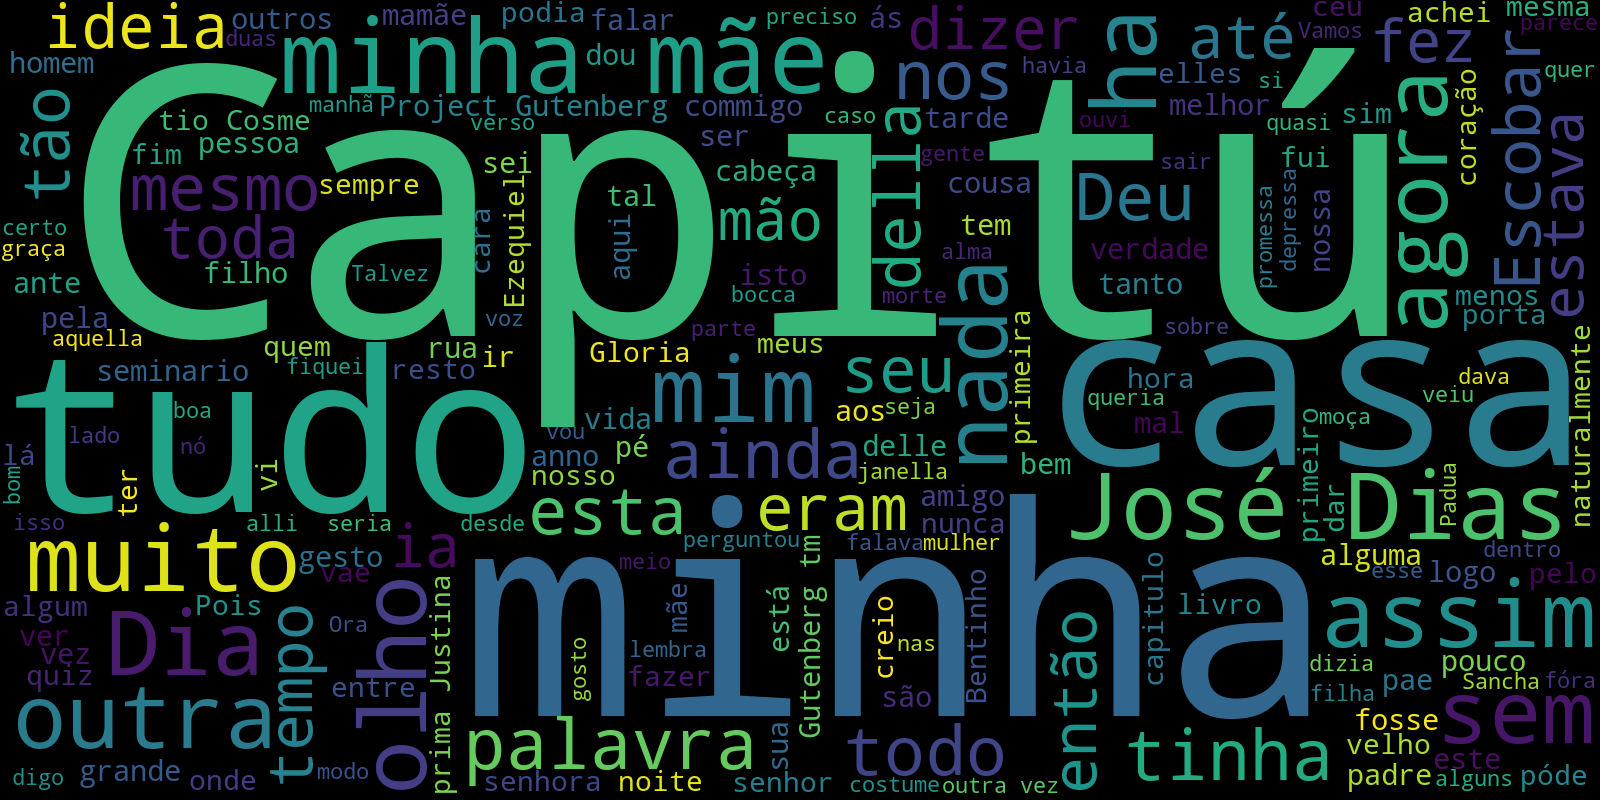 ideia
duas
outros
mamãe
podia
falar
preciso
ás
dizer
até
ceu
Vamos
achei
mesma
parece
homem
minha mãe
dou
nos
havia
ha
elles
si
fez
quer
tão
tio Cosme
pessoa
fim
manhã
Project Gutenberg
verso
commigo
ser
caso
tarde
melhor
ouvi
quasi
sim
agora
coração
Escobar
estava
Capitú
mesmo
sempre
sei
Ezequiel
tal
cabeça
mão
della
gente
cousa
sair
fui
Deu
nossa
certo
graça
toda
filho
Talvez
cara
aqui
isto
bocca
tem
alma
verdade
tanto
promessa
depressa
ante
pela
aquella
voz
parte
morte
nada
sobre
menos
porta
quem
fiquei
rua
resto
ir
Gloria
meus
seu
primeira
casa
hora
queria
dava
veiu
naturalmente
seminario
tudo
boa
lado
nó
lá
bom
ter
vi
vida
vou
mim
aos
seja
mal
moça
anno
pé
nosso
ainda
delle
janella
bem
primeiro
dar
isso
alli
seria
desde
esta
eram
amigo
nunca
José Dias
Padua
muito
gesto
ia
vae
perguntou
falava
mulher
alguma
dentro
esse
logo
pelo
algum
Pois
ver
vez
quiz
Dia
tempo
Ora
olho
prima Justina
meio
mãe
lembra
gosto
fazer
está
Gutenberg tm
creio
nas
são
Bentinho
minha
então
capitulo
livro
assim
dizia
pouco
filha
pae
Sancha
fóra
outra
entre
fosse
sem
digo
grande
onde
modo
palavra
senhora
noite
sua
senhor
todo
costume
outra vez
tinha
velho
este
padre
alguns
póde